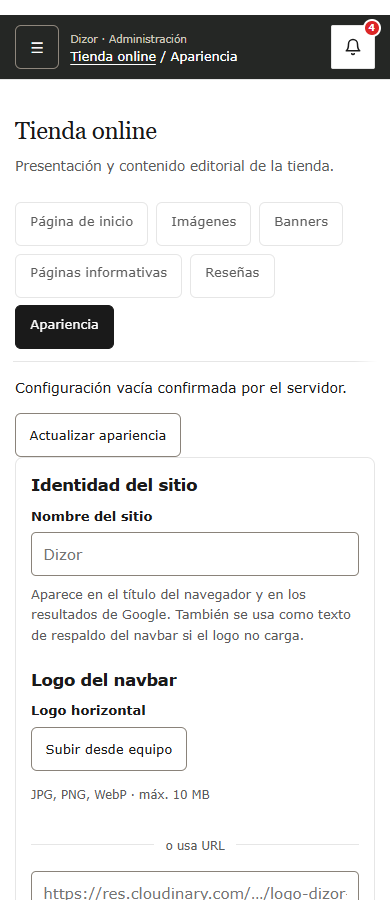 ☰
Dizor · Administración
Tienda online / Apariencia
4
Tienda online
Presentación y contenido editorial de la tienda.
Página de inicio
Imágenes
Banners
Páginas informativas
Reseñas
Apariencia
Configuración vacía confirmada por el servidor.
Actualizar apariencia
Identidad del sitio
Nombre del sitio
Dizor
Aparece en el título del navegador y en los
resultados de Google. También se usa como texto
de respaldo del navbar si el logo no carga.
Logo del navbar
Logo horizontal
Subir desde equipo
JPG, PNG, WebP · máx. 10 MB
o usa URL
https://res.cloudinary.com/…/logo-dizor-